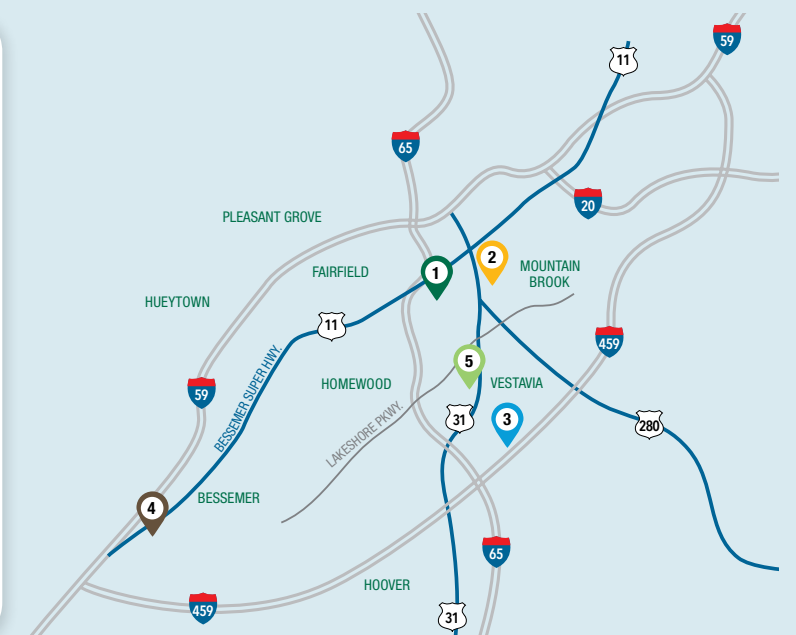 59
11
65
20
PLEASANT GROVE
2
MOUNTAIN
BROOK
FAIRFIELD
1
HUEYTOWN
11
459
5
HOMEWOOD
VESTAVIA
59
BESSEMER SUPER HWY.
LAKESHORE PKWY.
31
3
280
BESSEMER
4
65
HOOVER
459
31